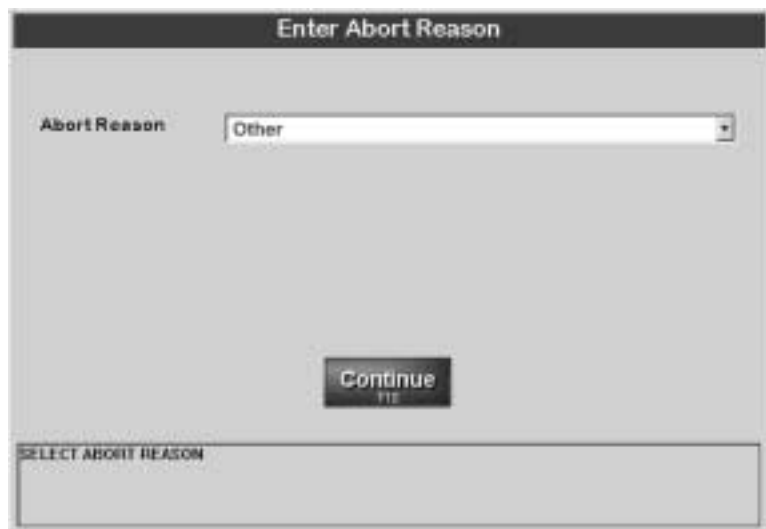 Enter Abort Reason
Abort Reason
Other
Continue
SELECT ABORT REASON